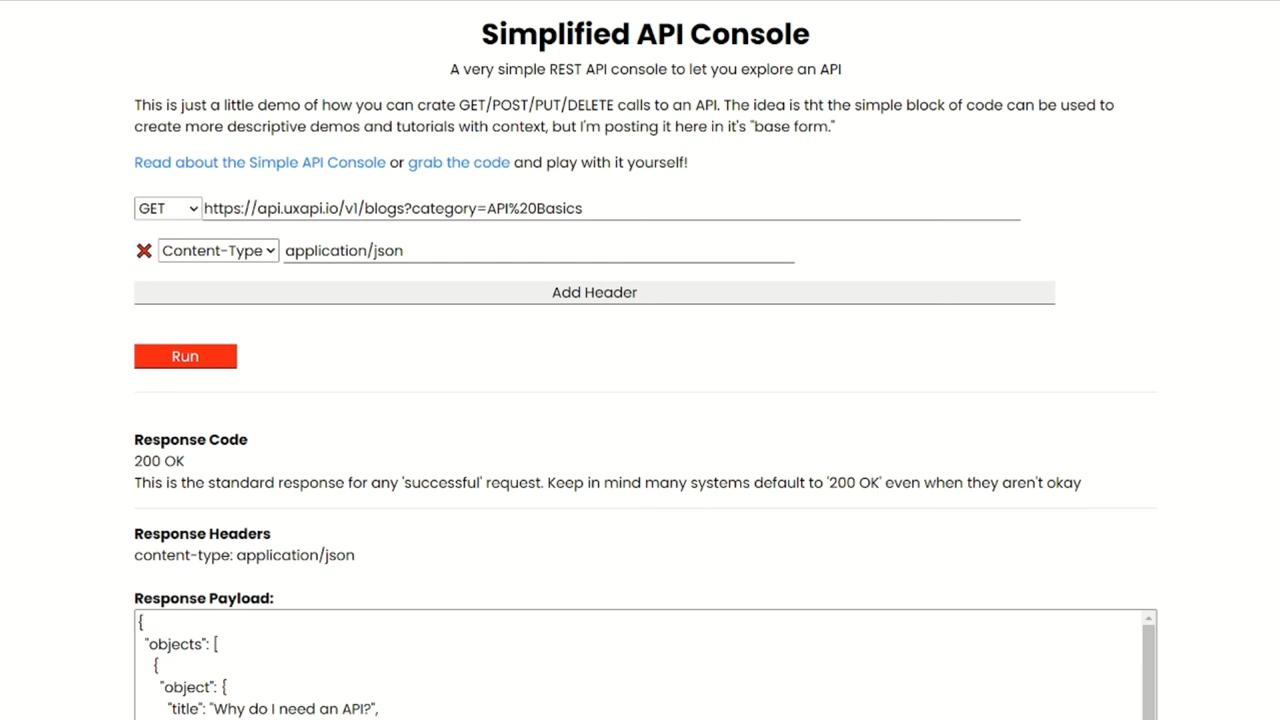 Simplified API Console
A very simple REST API console to let you explore an API
This is just a little demo of how you can crate GET/POST/PUT/DELETE calls to an API. The idea is tht the simple block of code can be used to
create more descriptive demos and tutorials with context, but I'm posting it here in it's "base form."
Read about the Simple API Console or grab the code and play with it yourself!
GET https://api.uxapi.io/v1/blogs?category=API%20Basics
Content-Type application/json
Add Header
Run
Response Code
200 OK
This is the standard response for any 'successful' request. Keep in mind many systems default to '200 OK' even when they aren't okay
Response Headers
content-type: application/json
Response Payload:
{
"objects": [
{
"object": {
"title": "Why do I need an API?",